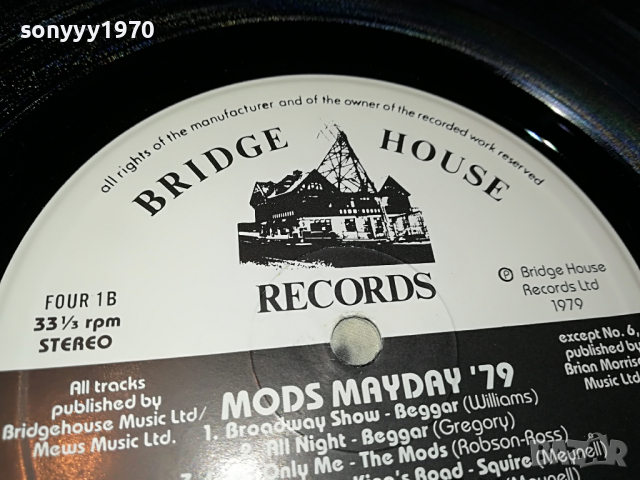 sonyyy1970
all rights of the manufacturer and of the owner of the recorded work reserved
BRIDGE HOUSE
RECORDS
FOUR 1B
33⅓ rpm
STEREO
Ⓟ Bridge House
Records Ltd
1979
All tracks
published by
Bridgehouse Music Ltd/
Mews Music Ltd.
except No. 6,
published by
Brian Morriso
Music Ltd.
MODS MAYDAY '79
1. Broadway Show - Beggar (Williams)
2. All Night - Beggar (Gregory)
Only Me - The Mods (Robson-Ross)
King's Road - Squire (Meynell)
(Meynell)
BAZAR